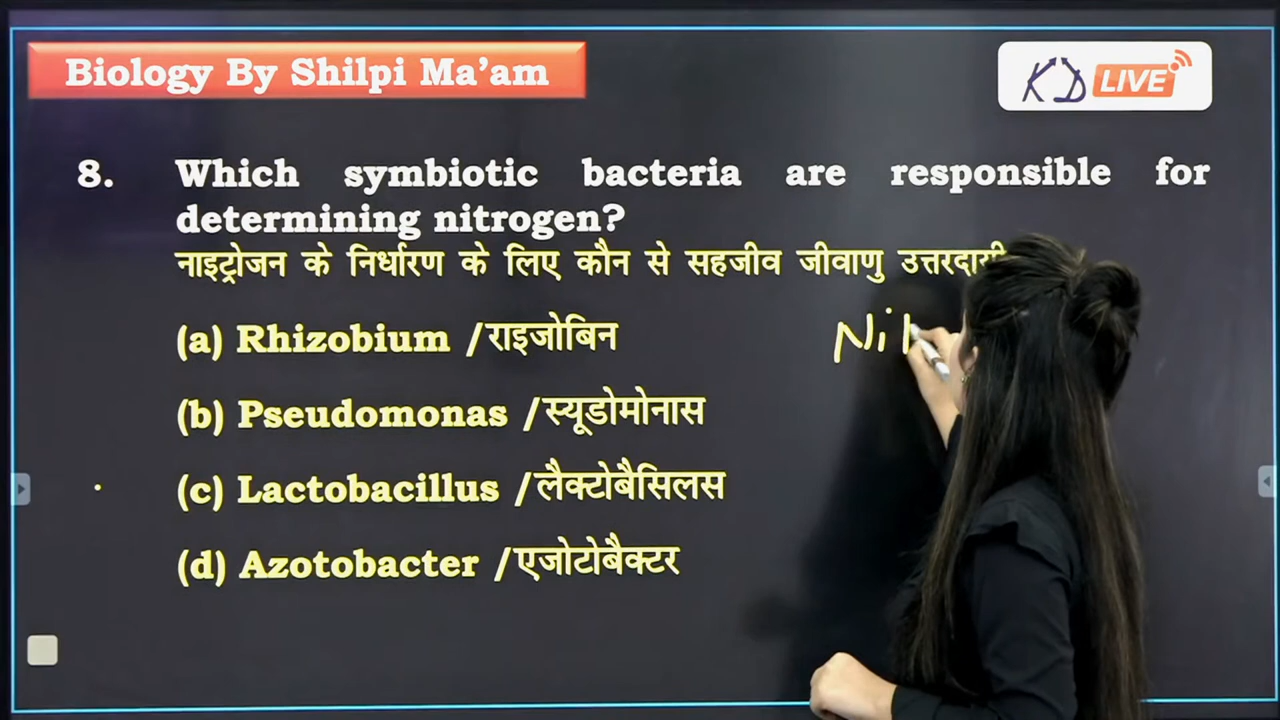 Biology By Shilpi Ma’am
KD LIVE
8. Which symbiotic bacteria are responsible for
determining nitrogen?
नाइट्रोजन के निर्धारण के लिए कौन से सहजीव जीवाणु
(a) Rhizobium /राइजोबिन
Ni
(b) Pseudomonas /स्यूडोमोनास
(c) Lactobacillus /लैक्टोबैसिलस
(d) Azotobacter /एजोटोबैक्टर